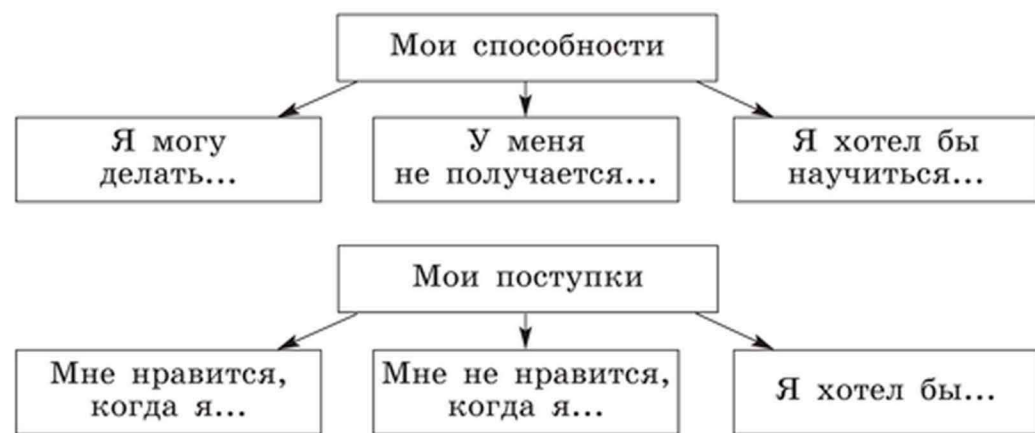 Мои способности
Я могу
делать...
У меня
не получается...
Я хотел бы
научиться...
Мои поступки
Мне нравится,
когда я...
Мне не нравится,
когда я...
Я хотел бы...